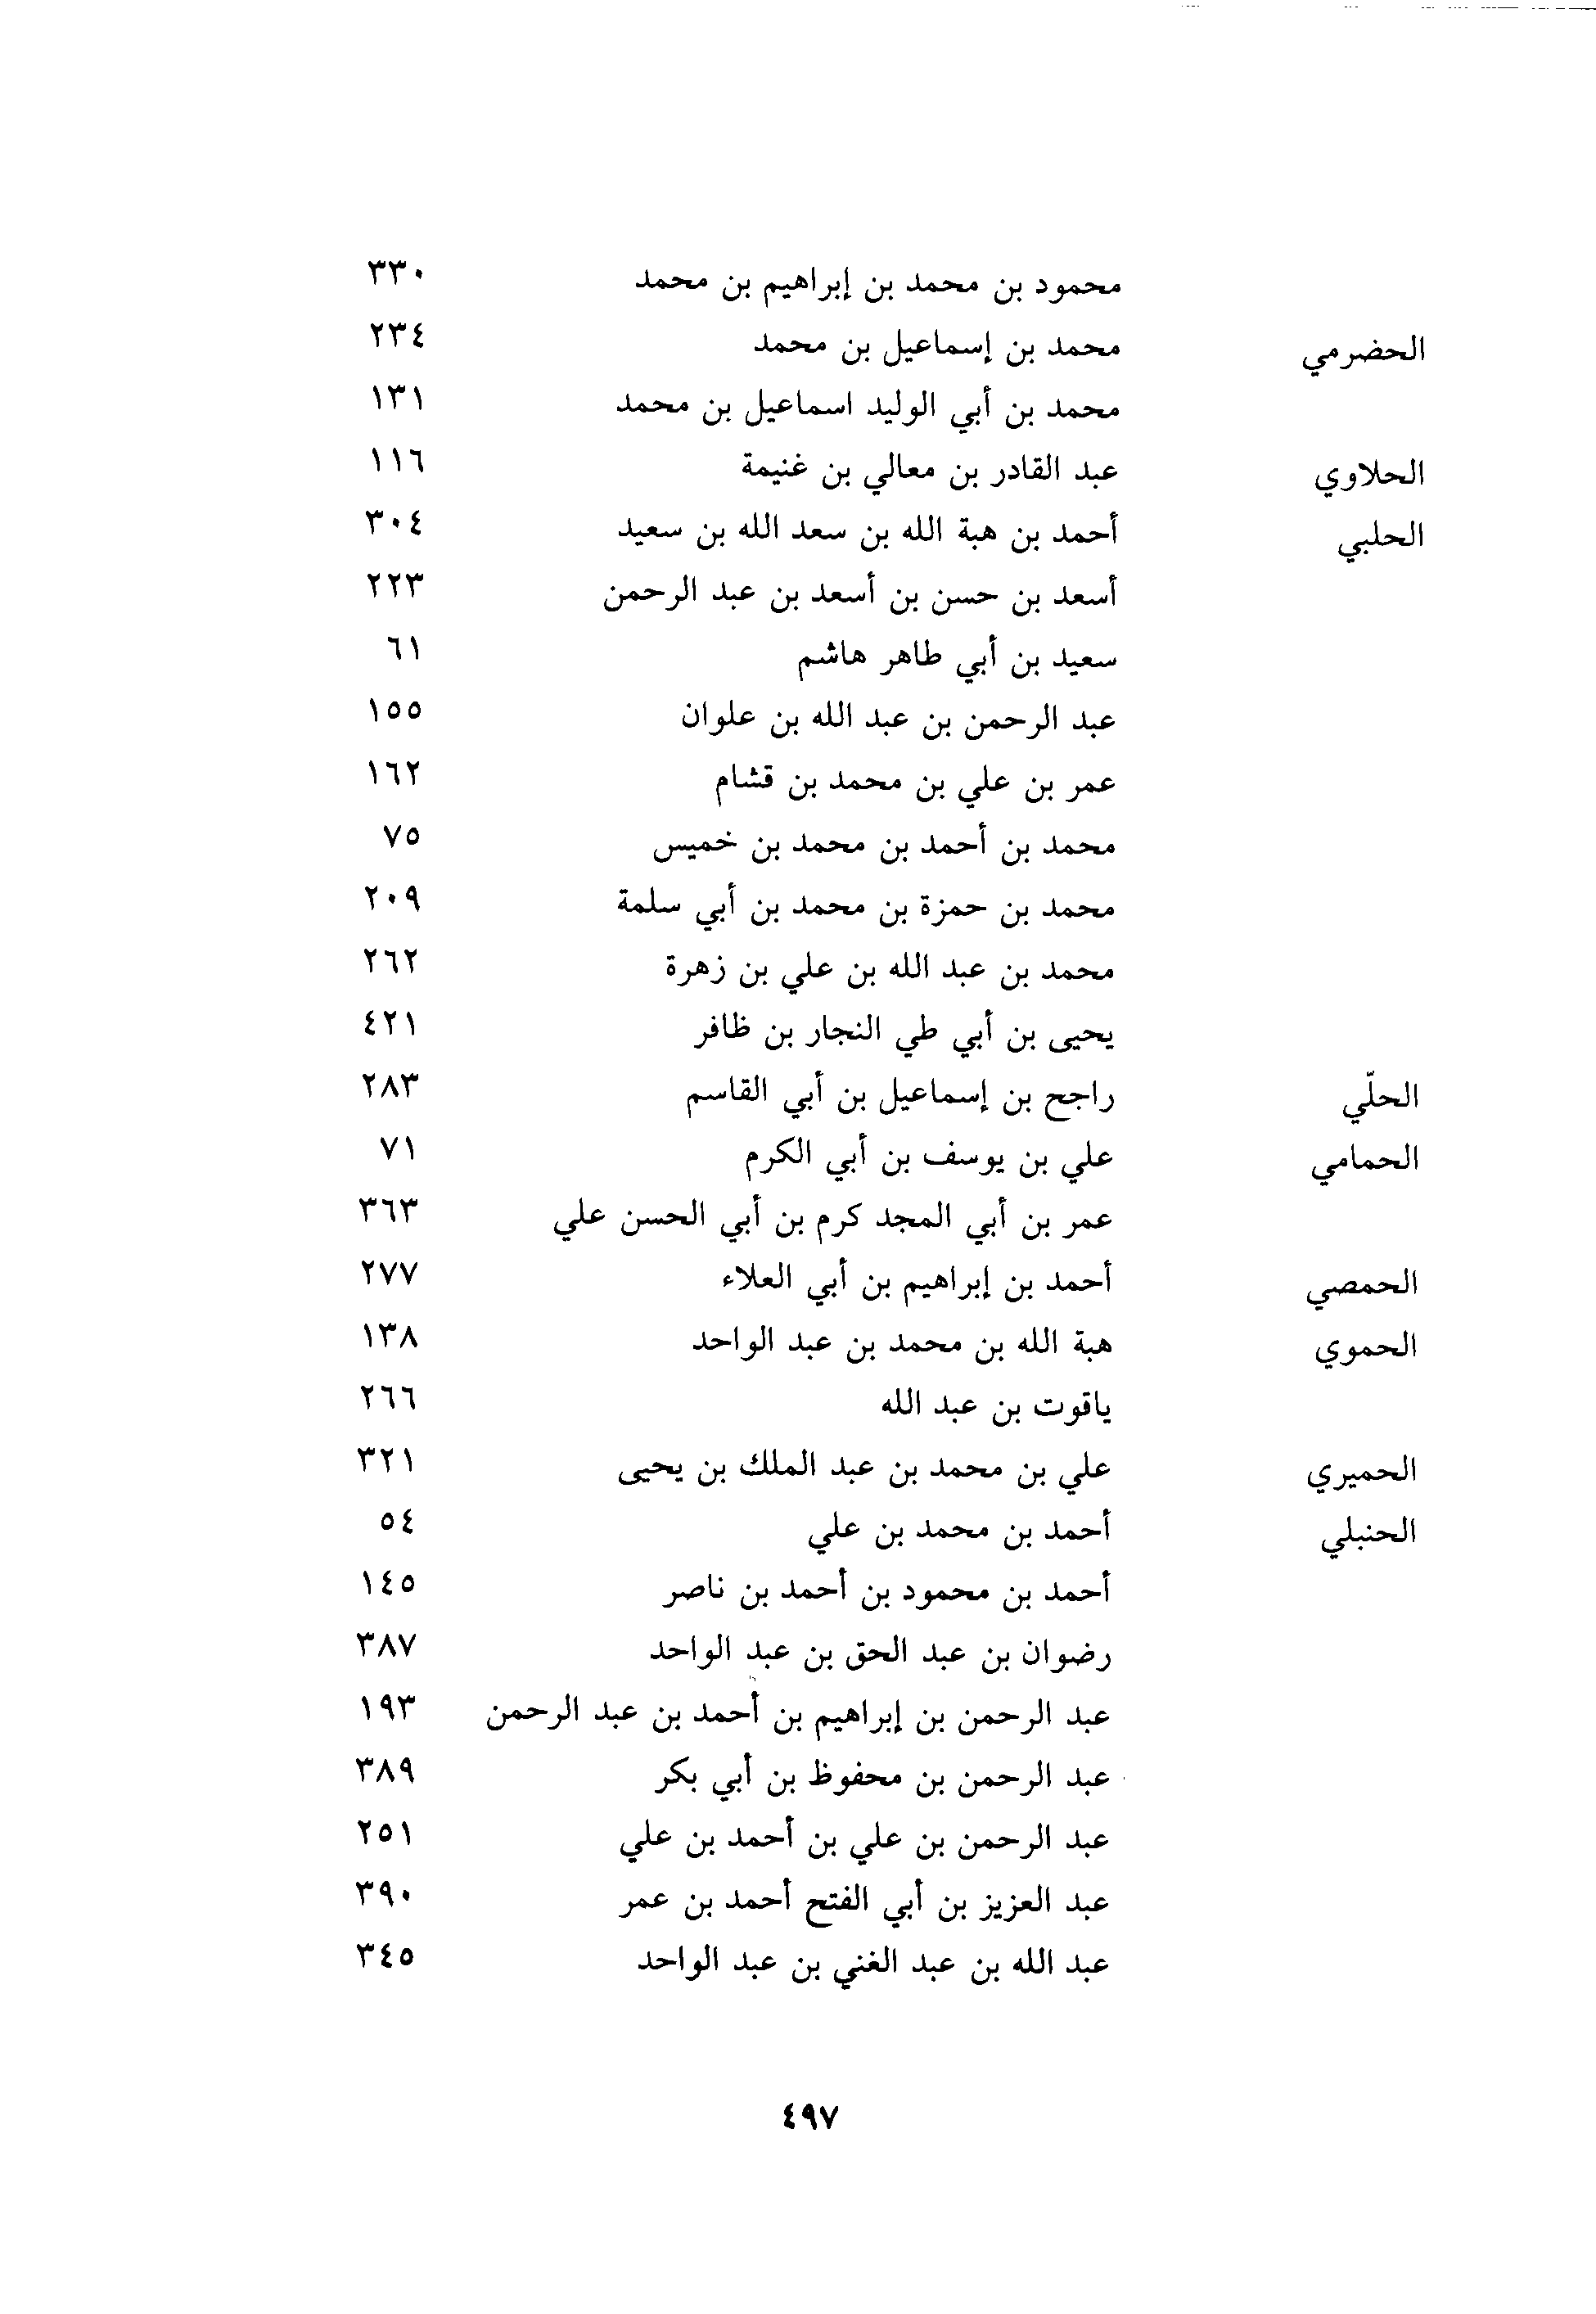 محمود بن محمد بن إبراهيم بن محمد ٣٣٠
الحضرمي محمد بن إسماعيل بن محمد ٢٣٤
محمد بن أبي الوليد اسماعيل بن محمد ١٣١
الحلاوي عبد القادر بن معالي بن غنيمة ١١٦
الحلبي أحمد بن هبة الله بن سعد الله بن سعيد ٣٠٤
أسعد بن حسن بن أسعد بن عبد الرحمن ٢٢٣
سعيد بن أبي طاهر هاشم ٦١
عبد الرحمن بن عبد الله بن علوان ١٥٥
عمر بن علي بن محمد بن قشام ١٦٢
محمد بن أحمد بن محمد بن خميس ٧٥
محمد بن حمزة بن محمد بن أبي سلمة ٢٠٩
محمد بن عبد الله بن علي بن زهرة ٢٦٢
يحيى بن أبي طي النجار بن ظافر ٤٢١
الحلّي راجح بن إسماعيل بن أبي القاسم ٢٨٣
الحمامي علي بن يوسف بن أبي الكرم ٧١
عمر بن أبي المجد كرم بن أبي الحسن علي ٣٦٣
الحمصي أحمد بن إبراهيم بن أبي العلاء ٢٧٧
الحموي هبة الله بن محمد بن عبد الواحد ١٣٨
ياقوت بن عبد الله ٢٦٦
الحميري علي بن محمد بن عبد الملك بن يحيى ٣٢١
الحنبلي أحمد بن محمد بن علي ٥٤
أحمد بن محمود بن أحمد بن ناصر ١٤٥
رضوان بن عبد الحق بن عبد الواحد ٣٨٧
عبد الرحمن بن إبراهيم بن أحمد بن عبد الرحمن ١٩٣
عبد الرحمن بن محفوظ بن أبي بكر ٣٨٩
عبد الرحمن بن علي بن أحمد بن علي ٢٥١
عبد العزيز بن أبي الفتح أحمد بن عمر ٣٩٠
عبد الله بن عبد الغني بن عبد الواحد ٣٤٥
٤٩٧